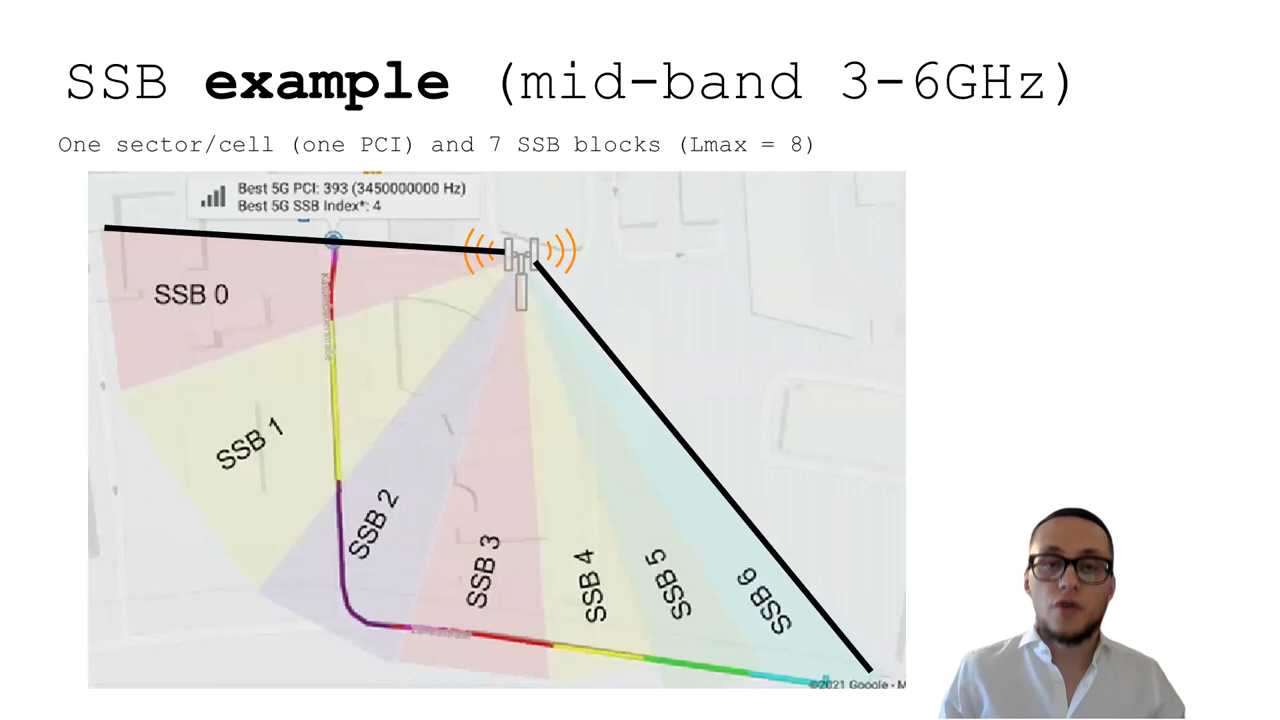 SSB example (mid-band 3-6GHz)
One sector/cell (one PCI) and 7 SSB blocks (Lmax = 8)
Best 5G PCI: 393 (3450000000 Hz)
Best 5G SSB Index*: 4
SSB 0
SSB 1
SSB 2
SSB 3
SSB 4
SSB 5
SSB 6
©2021 Google - M